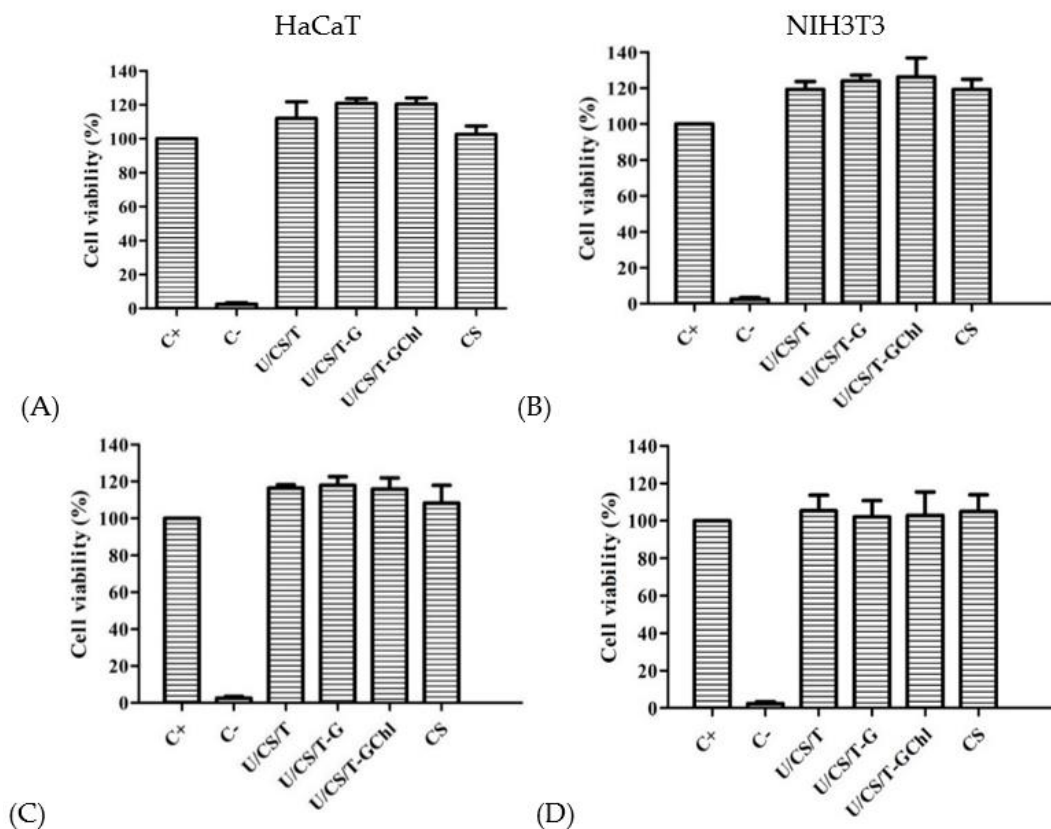 HaCaT
NIH3T3
Cell viability (%)
140
120
100
80
60
40
20
0
C+
C-
U/CS/T
U/CS/T-G
U/CS/T-GChl
CS
(A)
Cell viability (%)
140
120
100
80
60
40
20
0
C+
C-
U/CS/T
U/CS/T-G
U/CS/T-GChl
CS
(B)
Cell viability (%)
140
120
100
80
60
40
20
0
C+
C-
U/CS/T
U/CS/T-G
U/CS/T-GChl
CS
(C)
Cell viability (%)
140
120
100
80
60
40
20
0
C+
C-
U/CS/T
U/CS/T-G
U/CS/T-GChl
CS
(D)